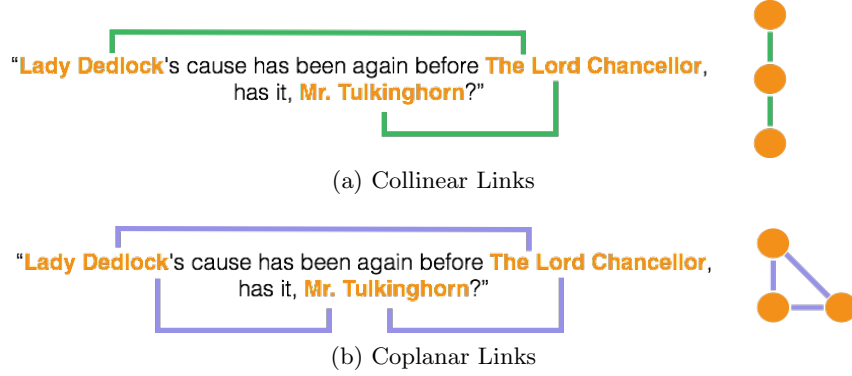 “Lady Dedlock's cause has been again before The Lord Chancellor,
has it, Mr. Tulkinghorn?”
(a) Collinear Links
“Lady Dedlock's cause has been again before The Lord Chancellor,
has it, Mr. Tulkinghorn?”
(b) Coplanar Links